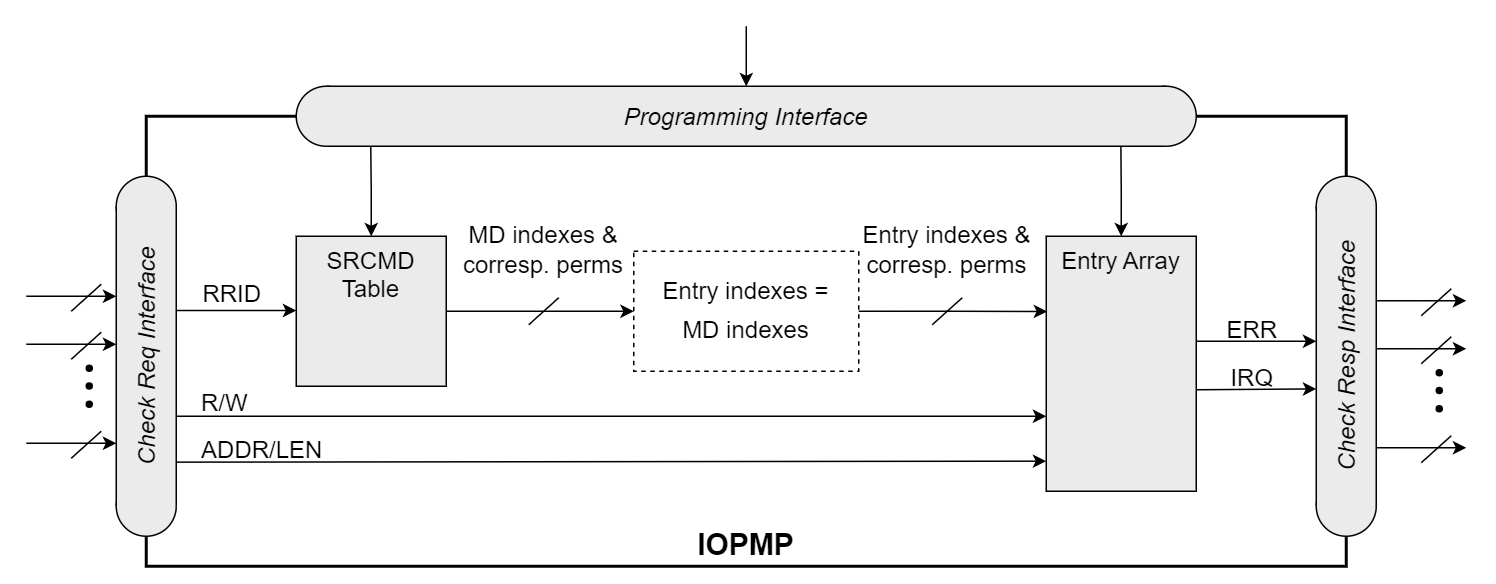 Programming Interface
Check Req Interface
RRID
SRCMD
Table
MD indexes &
corresp. perms
Entry indexes =
MD indexes
Entry indexes &
corresp. perms
Entry Array
ERR
IRQ
R/W
ADDR/LEN
Check Resp Interface
IOPMP